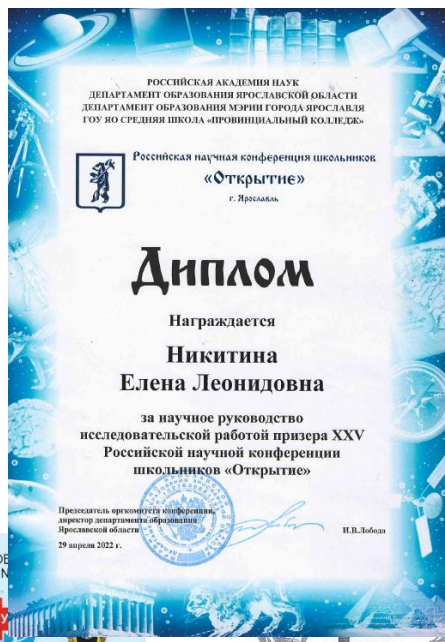 РОССИЙСКАЯ АКАДЕМИЯ НАУК
ДЕПАРТАМЕНТ ОБРАЗОВАНИЯ ЯРОСЛАВСКОЙ ОБЛАСТИ
ДЕПАРТАМЕНТ ОБРАЗОВАНИЯ МЭРИИ ГОРОДА ЯРОСЛАВЛЯ
ГОУ ЯО СРЕДНЯЯ ШКОЛА «ПРОВИНЦИАЛЬНЫЙ КОЛЛЕДЖ»
Российская научная конференция школьников
«Открытие»
г. Ярославль
Диплом
Награждается
Никитина
Елена Леонидовна
за научное руководство
исследовательской работой призера XXV
Российской научной конференции
школьников «Открытие»
Председатель оргкомитета конференции,
директор департамента образования
Ярославской области
И.В.Лобода
29 апреля 2022 г.